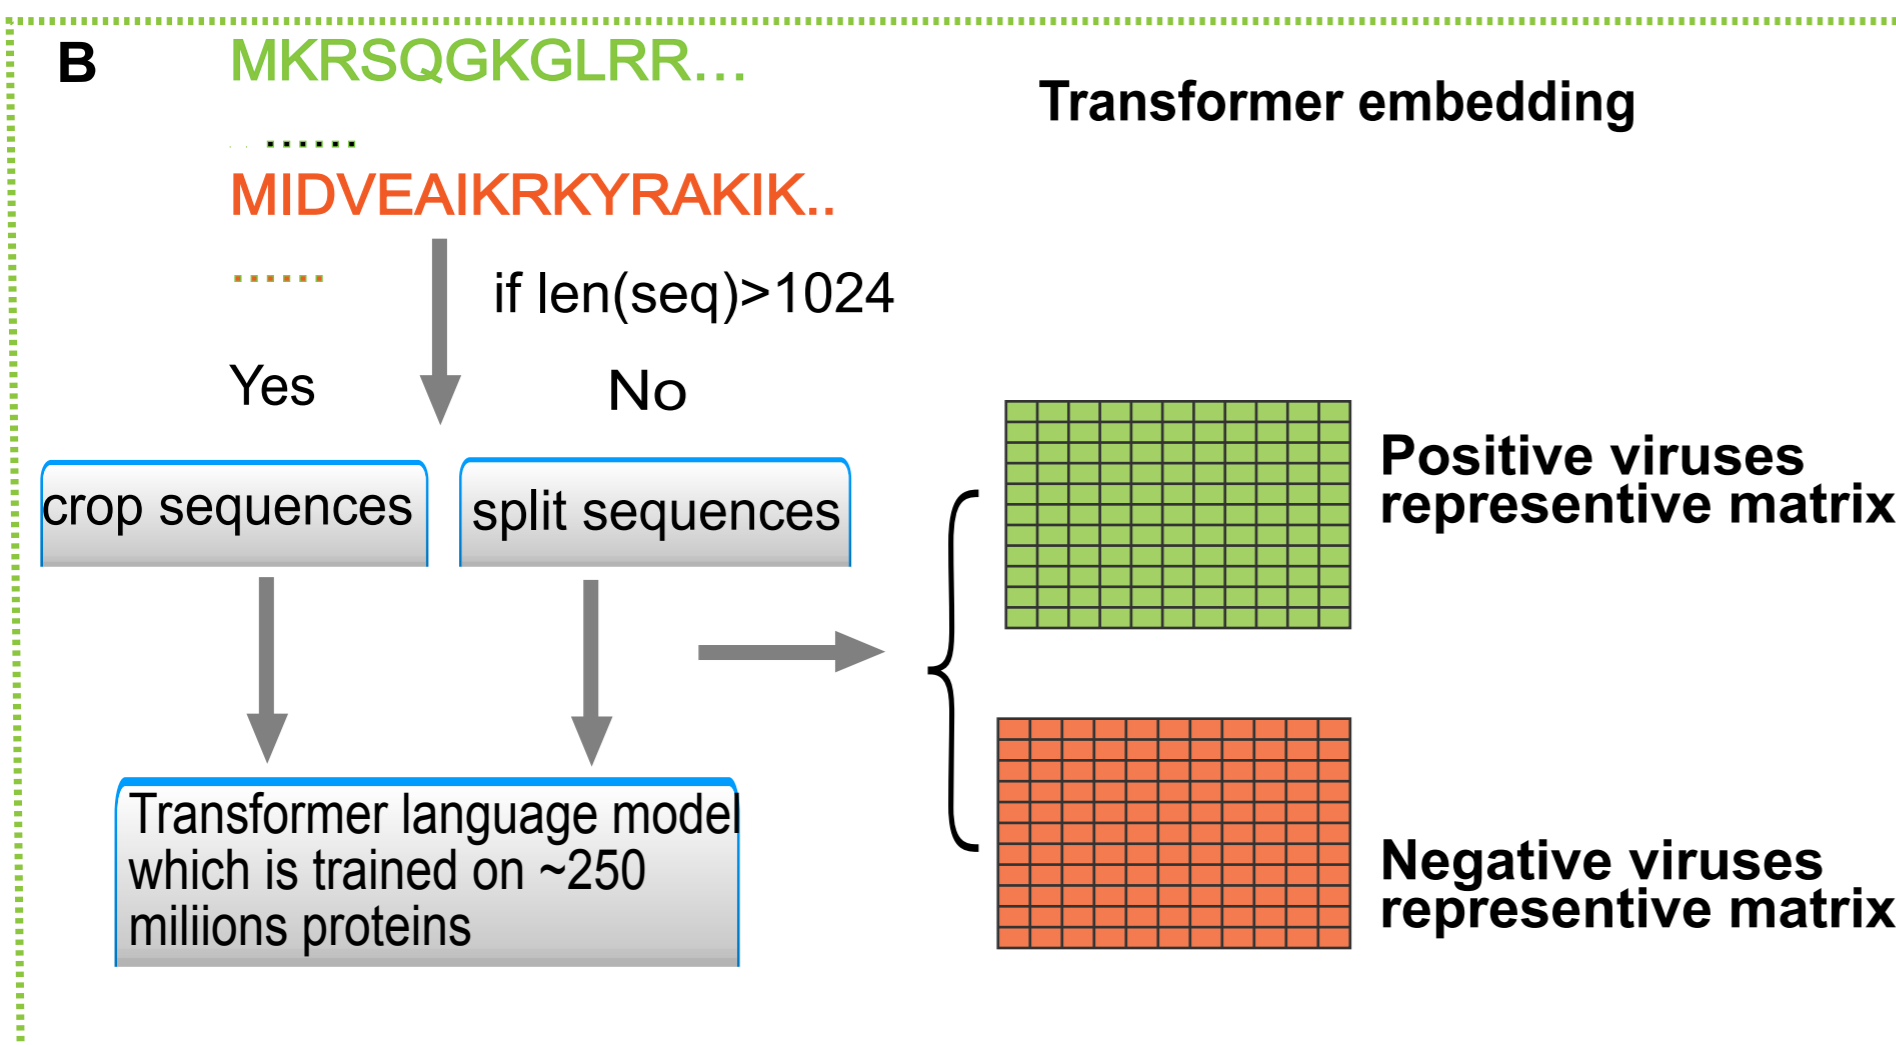 B
MKRSQGKGLRR...
......
MIDVEAIKRKYRAKIK..
......
if len(seq)>1024
Yes
No
crop sequences
split sequences
Transformer language model
which is trained on ~250
miliions proteins
Transformer embedding
Positive viruses
representive matrix
Negative viruses
representive matrix